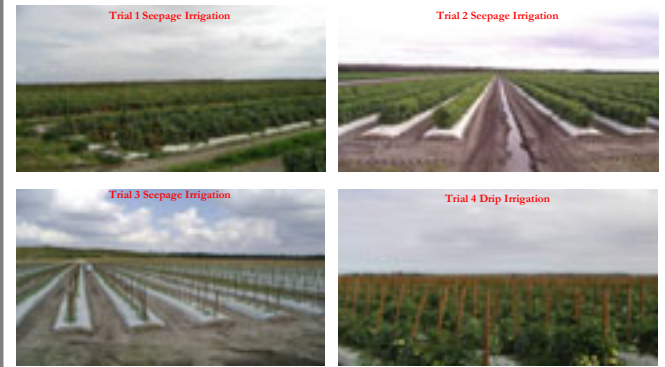 Trial 1 Seepage Irrigation
Trial 2 Seepage Irrigation
Trial 3 Seepage Irrigation
Trial 4 Drip Irrigation